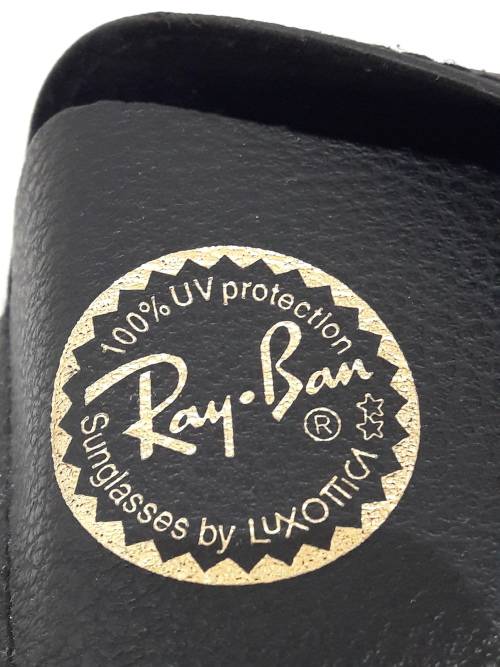 100% UV protection
Ray-Ban
®
Sunglasses by LUXOTTICA